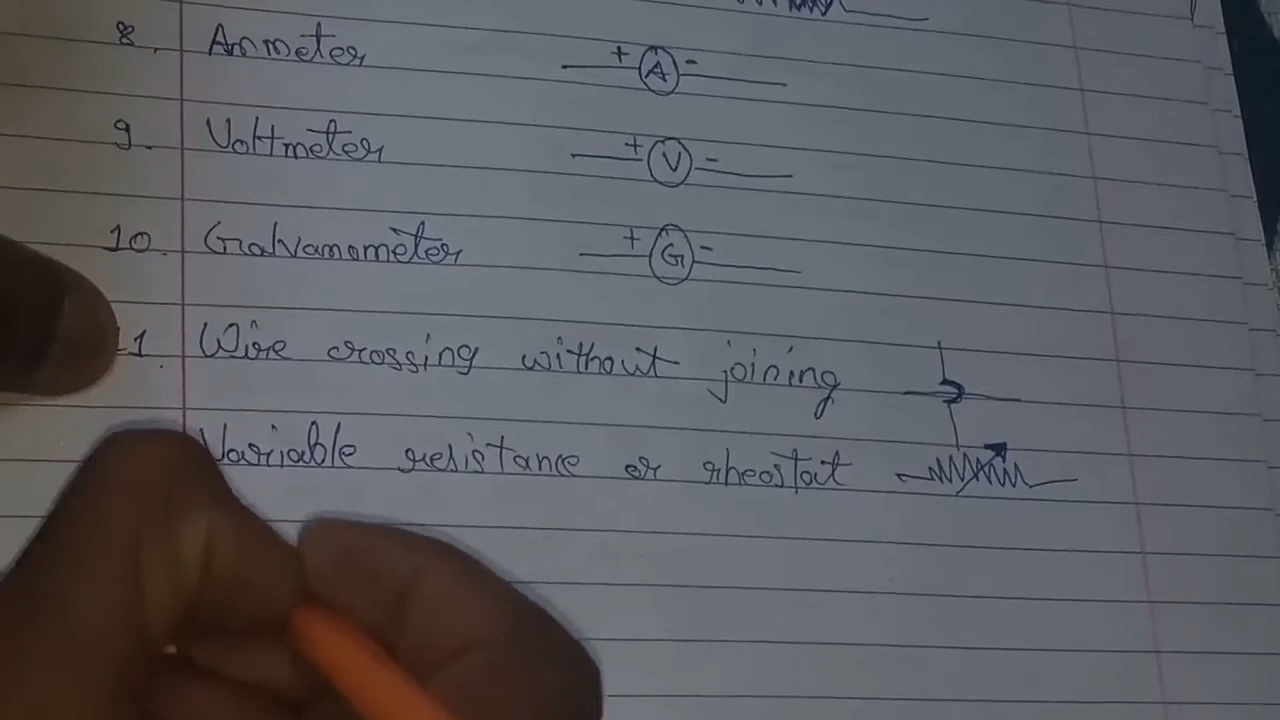 8. Ammeter + A -
9. Voltmeter + V -
10. Galvanometer + G -
11. Wire crossing without joining
Variable resistance or rheostat